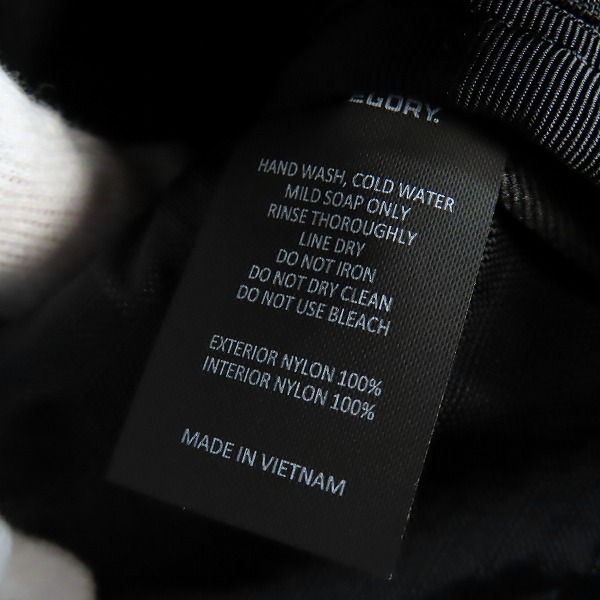 EGORY.
HAND WASH, COLD WATER
MILD SOAP ONLY
RINSE THOROUGHLY
LINE DRY
DO NOT IRON
DO NOT DRY CLEAN
DO NOT USE BLEACH
EXTERIOR NYLON 100%
INTERIOR NYLON 100%
MADE IN VIETNAM